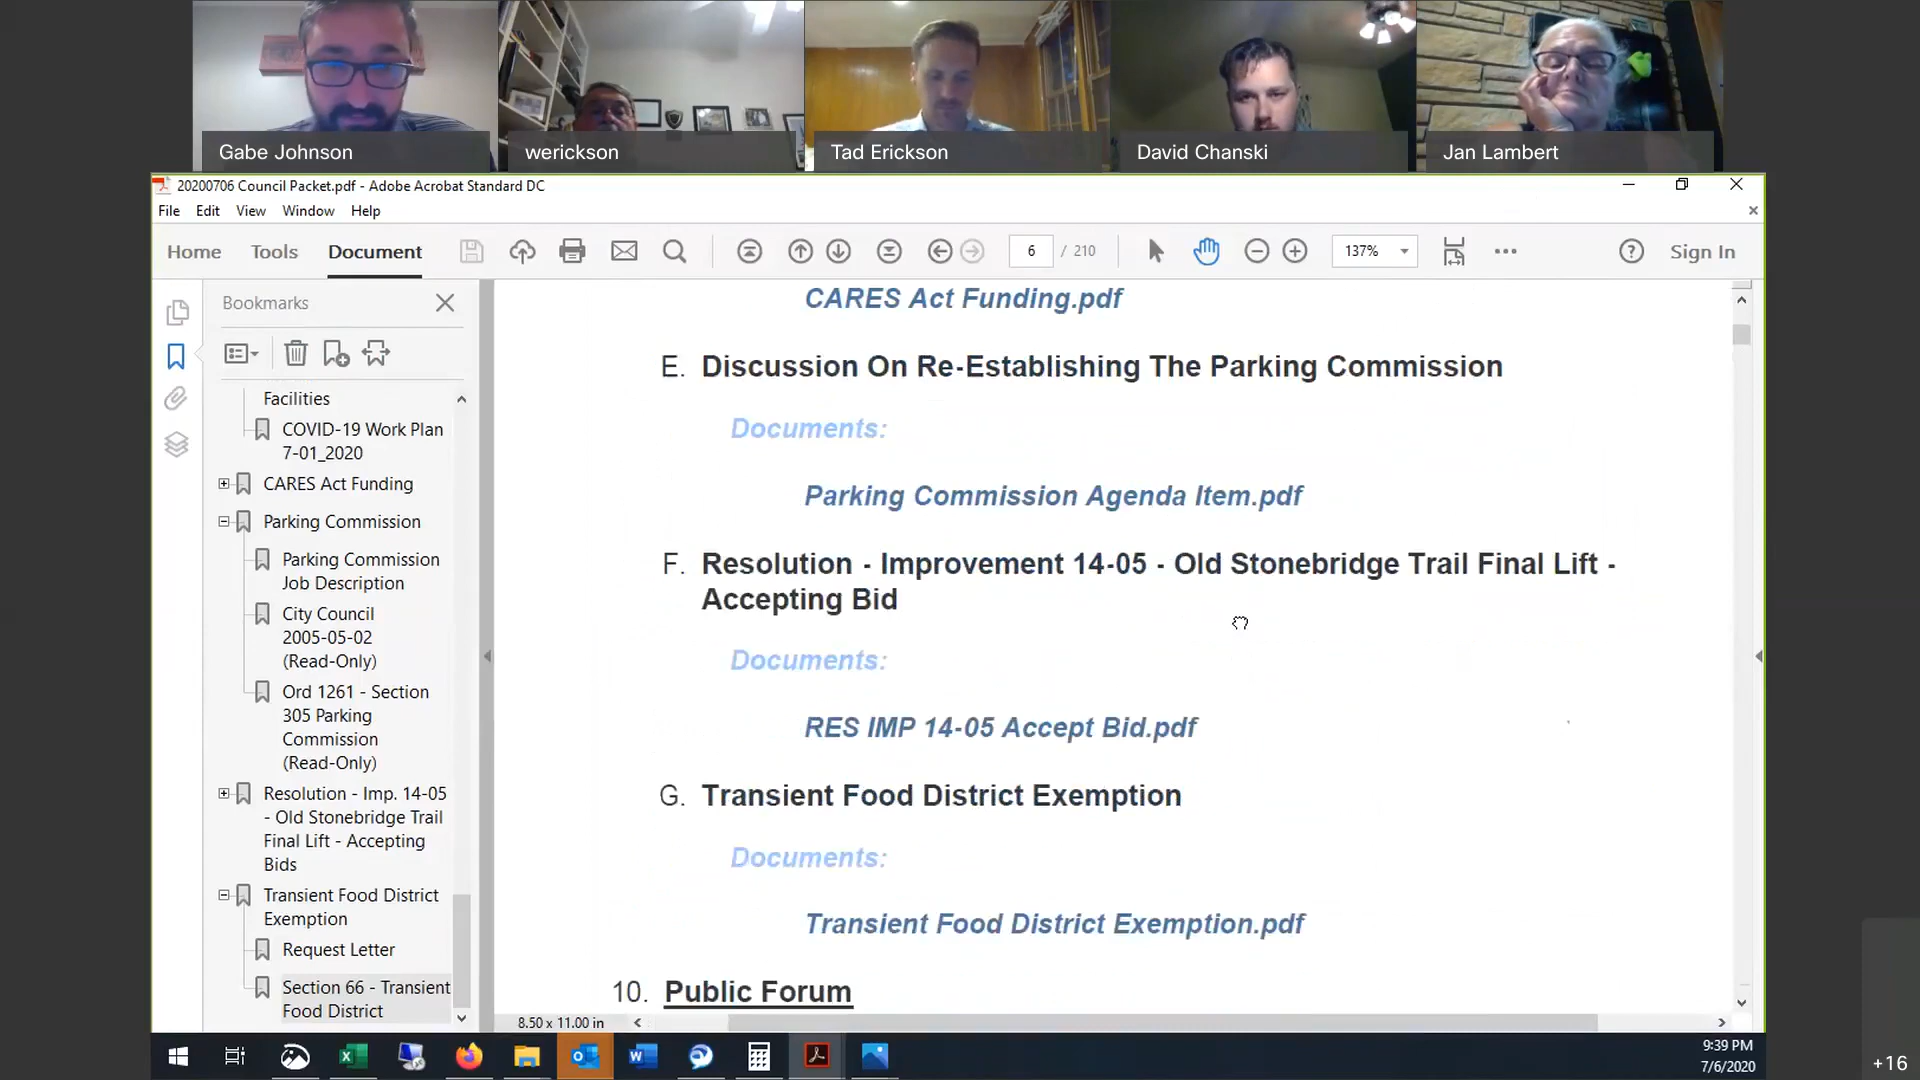 Gabe Johnson
werickson
Tad Erickson
David Chanski
Jan Lambert
20200706 Council Packet.pdf - Adobe Acrobat Standard DC
File Edit View Window Help
Home Tools Document
6 / 210
137%
Sign In
Bookmarks
Facilities
COVID-19 Work Plan
7-01_2020
CARES Act Funding
Parking Commission
Parking Commission
Job Description
City Council
2005-05-02
(Read-Only)
Ord 1261 - Section
305 Parking
Commission
(Read-Only)
Resolution - Imp. 14-05
- Old Stonebridge Trail
Final Lift - Accepting
Bids
Transient Food District
Exemption
Request Letter
Section 66 - Transient
Food District
CARES Act Funding.pdf
E. Discussion On Re-Establishing The Parking Commission
Documents:
Parking Commission Agenda Item.pdf
F. Resolution - Improvement 14-05 - Old Stonebridge Trail Final Lift -
Accepting Bid
Documents:
RES IMP 14-05 Accept Bid.pdf
G. Transient Food District Exemption
Documents:
Transient Food District Exemption.pdf
10. Public Forum
8.50 x 11.00 in
9:39 PM
7/6/2020
+16